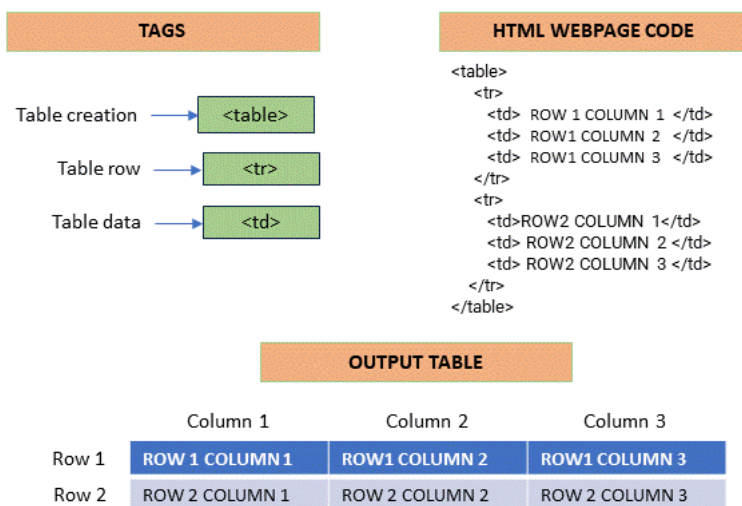 TAGS
Table creation <table>
Table row <tr>
Table data <td>
HTML WEBPAGE CODE
<table>
<tr>
<td> ROW 1 COLUMN 1 </td>
<td> ROW1 COLUMN 2 </td>
<td> ROW1 COLUMN 3 </td>
</tr>
<tr>
<td>ROW2 COLUMN 1</td>
<td> ROW2 COLUMN 2 </td>
<td> ROW2 COLUMN 3 </td>
</tr>
</table>
OUTPUT TABLE
Column 1 Column 2 Column 3
Row 1 ROW 1 COLUMN 1 ROW1 COLUMN 2 ROW1 COLUMN 3
Row 2 ROW 2 COLUMN 1 ROW 2 COLUMN 2 ROW 2 COLUMN 3